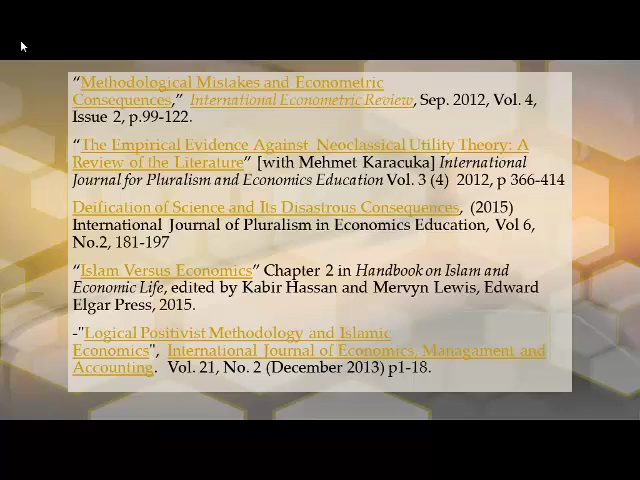 “Methodological Mistakes and Econometric
Consequences,” International Econometric Review, Sep. 2012, Vol. 4,
Issue 2, p.99-122.
“The Empirical Evidence Against Neoclassical Utility Theory: A
Review of the Literature” [with Mehmet Karacuka] International
Journal for Pluralism and Economics Education Vol. 3 (4) 2012, p 366-414
Deification of Science and Its Disastrous Consequences, (2015)
International Journal of Pluralism in Economics Education, Vol 6,
No.2, 181-197
“Islam Versus Economics” Chapter 2 in Handbook on Islam and
Economic Life, edited by Kabir Hassan and Mervyn Lewis, Edward
Elgar Press, 2015.
-"Logical Positivist Methodology and Islamic
Economics", International Journal of Economics, Managament and
Accounting. Vol. 21, No. 2 (December 2013) p1-18.